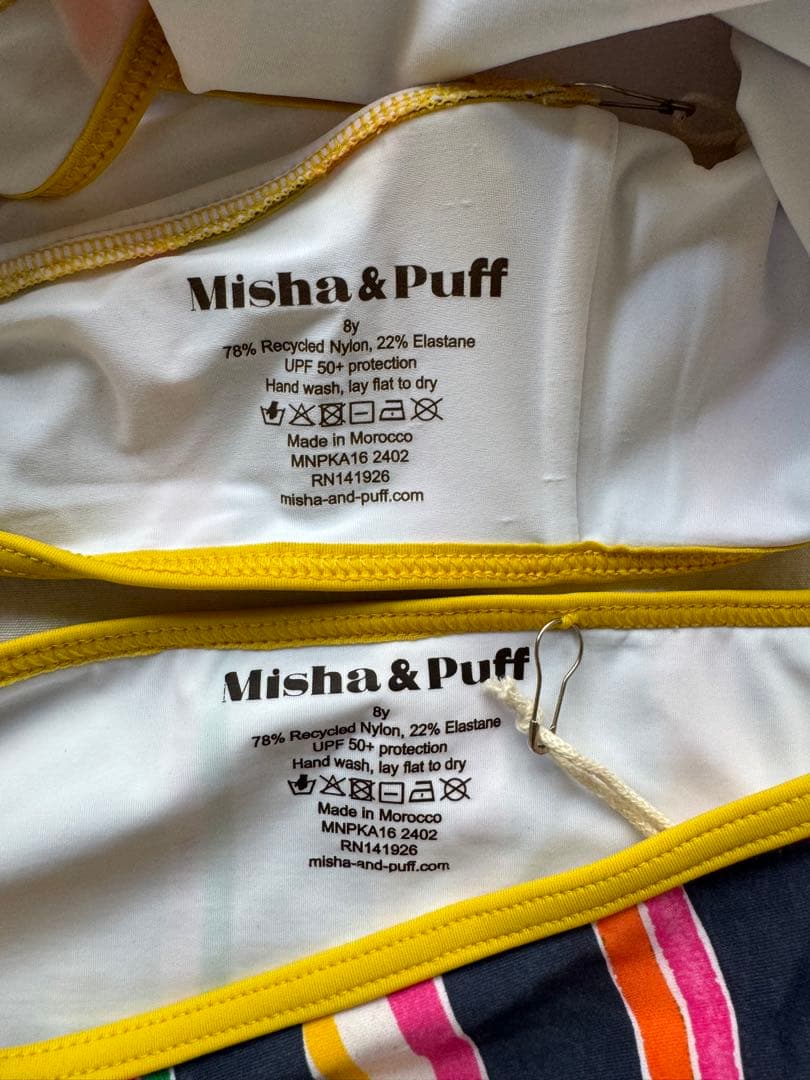 Misha & Puff
8y
78% Recycled Nylon, 22% Elastane
UPF 50+ protection
Hand wash, lay flat to dry
Made in Morocco
MNPKA16 2402
RN141926
misha-and-puff.com
Misha & Puff
8y
78% Recycled Nylon, 22% Elastane
UPF 50+ protection
Hand wash, lay flat to dry
Made in Morocco
MNPKA16 2402
RN141926
misha-and-puff.com